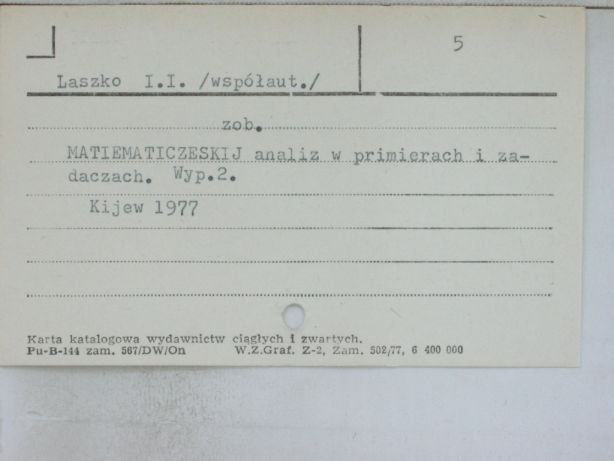 5
Laszko I.I. /współaut./
zob.
MATIEMATICZESKIJ analiz w primierach i za-
daczach. Wyp.2.
Kijew 1977
Karta katalogowa wydawnictw ciągłych i zwartych.
Pu-B-144 zam. 567/DW/On W.Z.Graf. Z-2, Zam. 502/77, 6 400 000